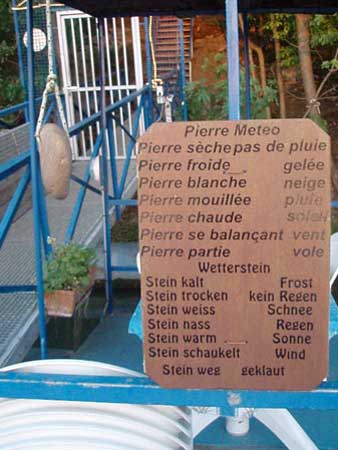 Pierre Meteo
Pierre sèche pas de pluie
Pierre froide gelée
Pierre blanche neige
Pierre mouillée pluie
Pierre chaude soleil
Pierre se balançant vent
Pierre partie vole
Wetterstein
Stein kalt Frost
Stein trocken kein Regen
Stein weiss Schnee
Stein nass Regen
Stein warm Sonne
Stein schaukelt Wind
Stein weg geklaut